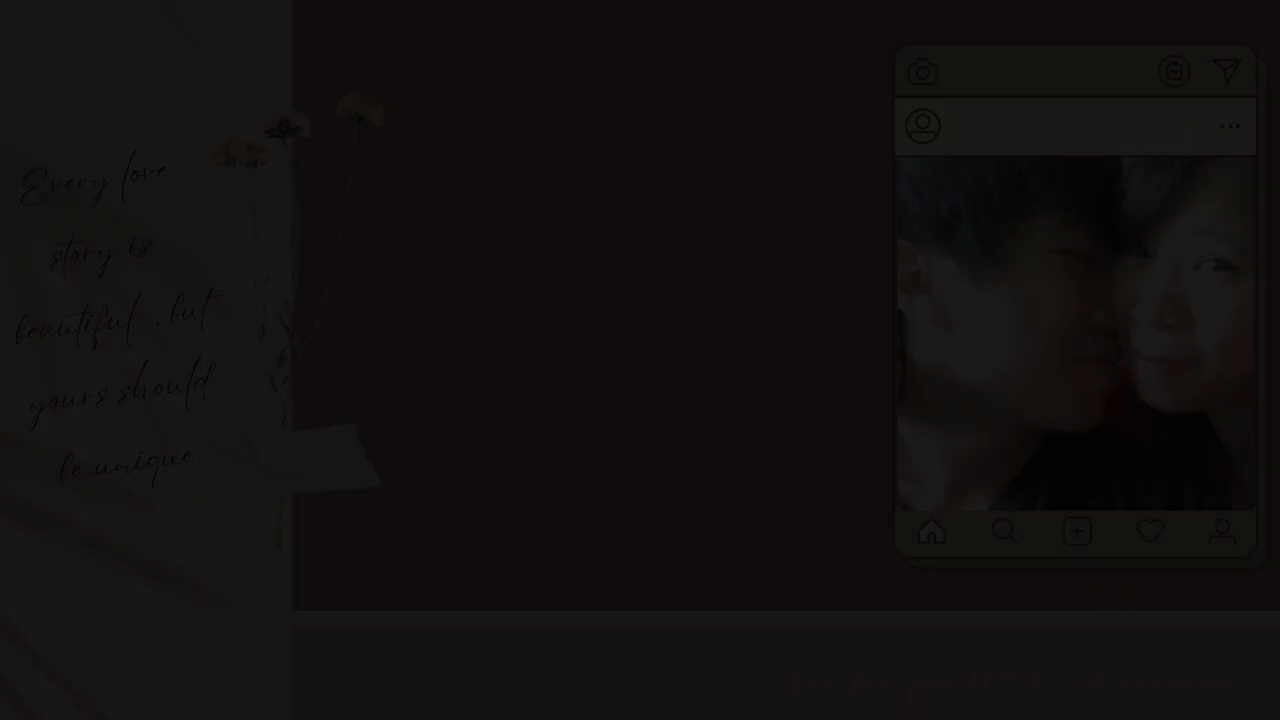 Every love
story is
beautiful , but
yours should
be unique.